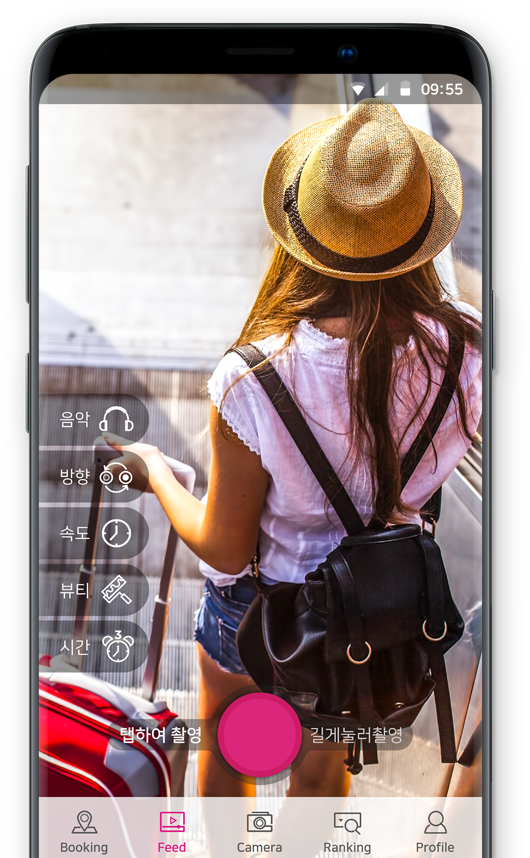 09:55
음악
방향
속도
뷰티
3
시간
탭하여 촬영
길게눌러촬영
Booking
Feed
Camera
Ranking
Profile